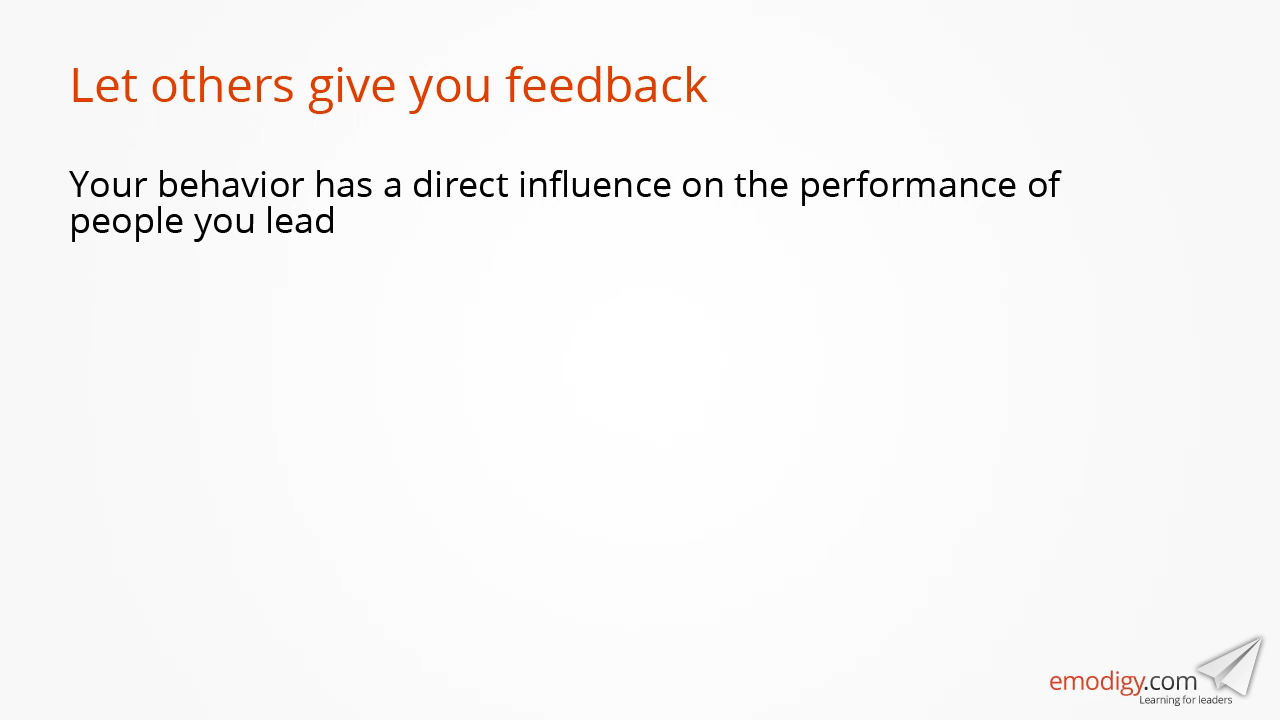 Let others give you feedback
Your behavior has a direct influence on the performance of
people you lead
emodigy.com
Learning for leaders